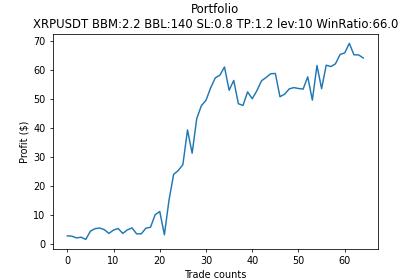 Portfolio
XRPUSDT BBM:2.2 BBL:140 SL:0.8 TP:1.2 lev:10 WinRatio:66.0
70
60
50
40
30
20
10
0
Profit ($)
0 10 20 30 40 50 60
Trade counts